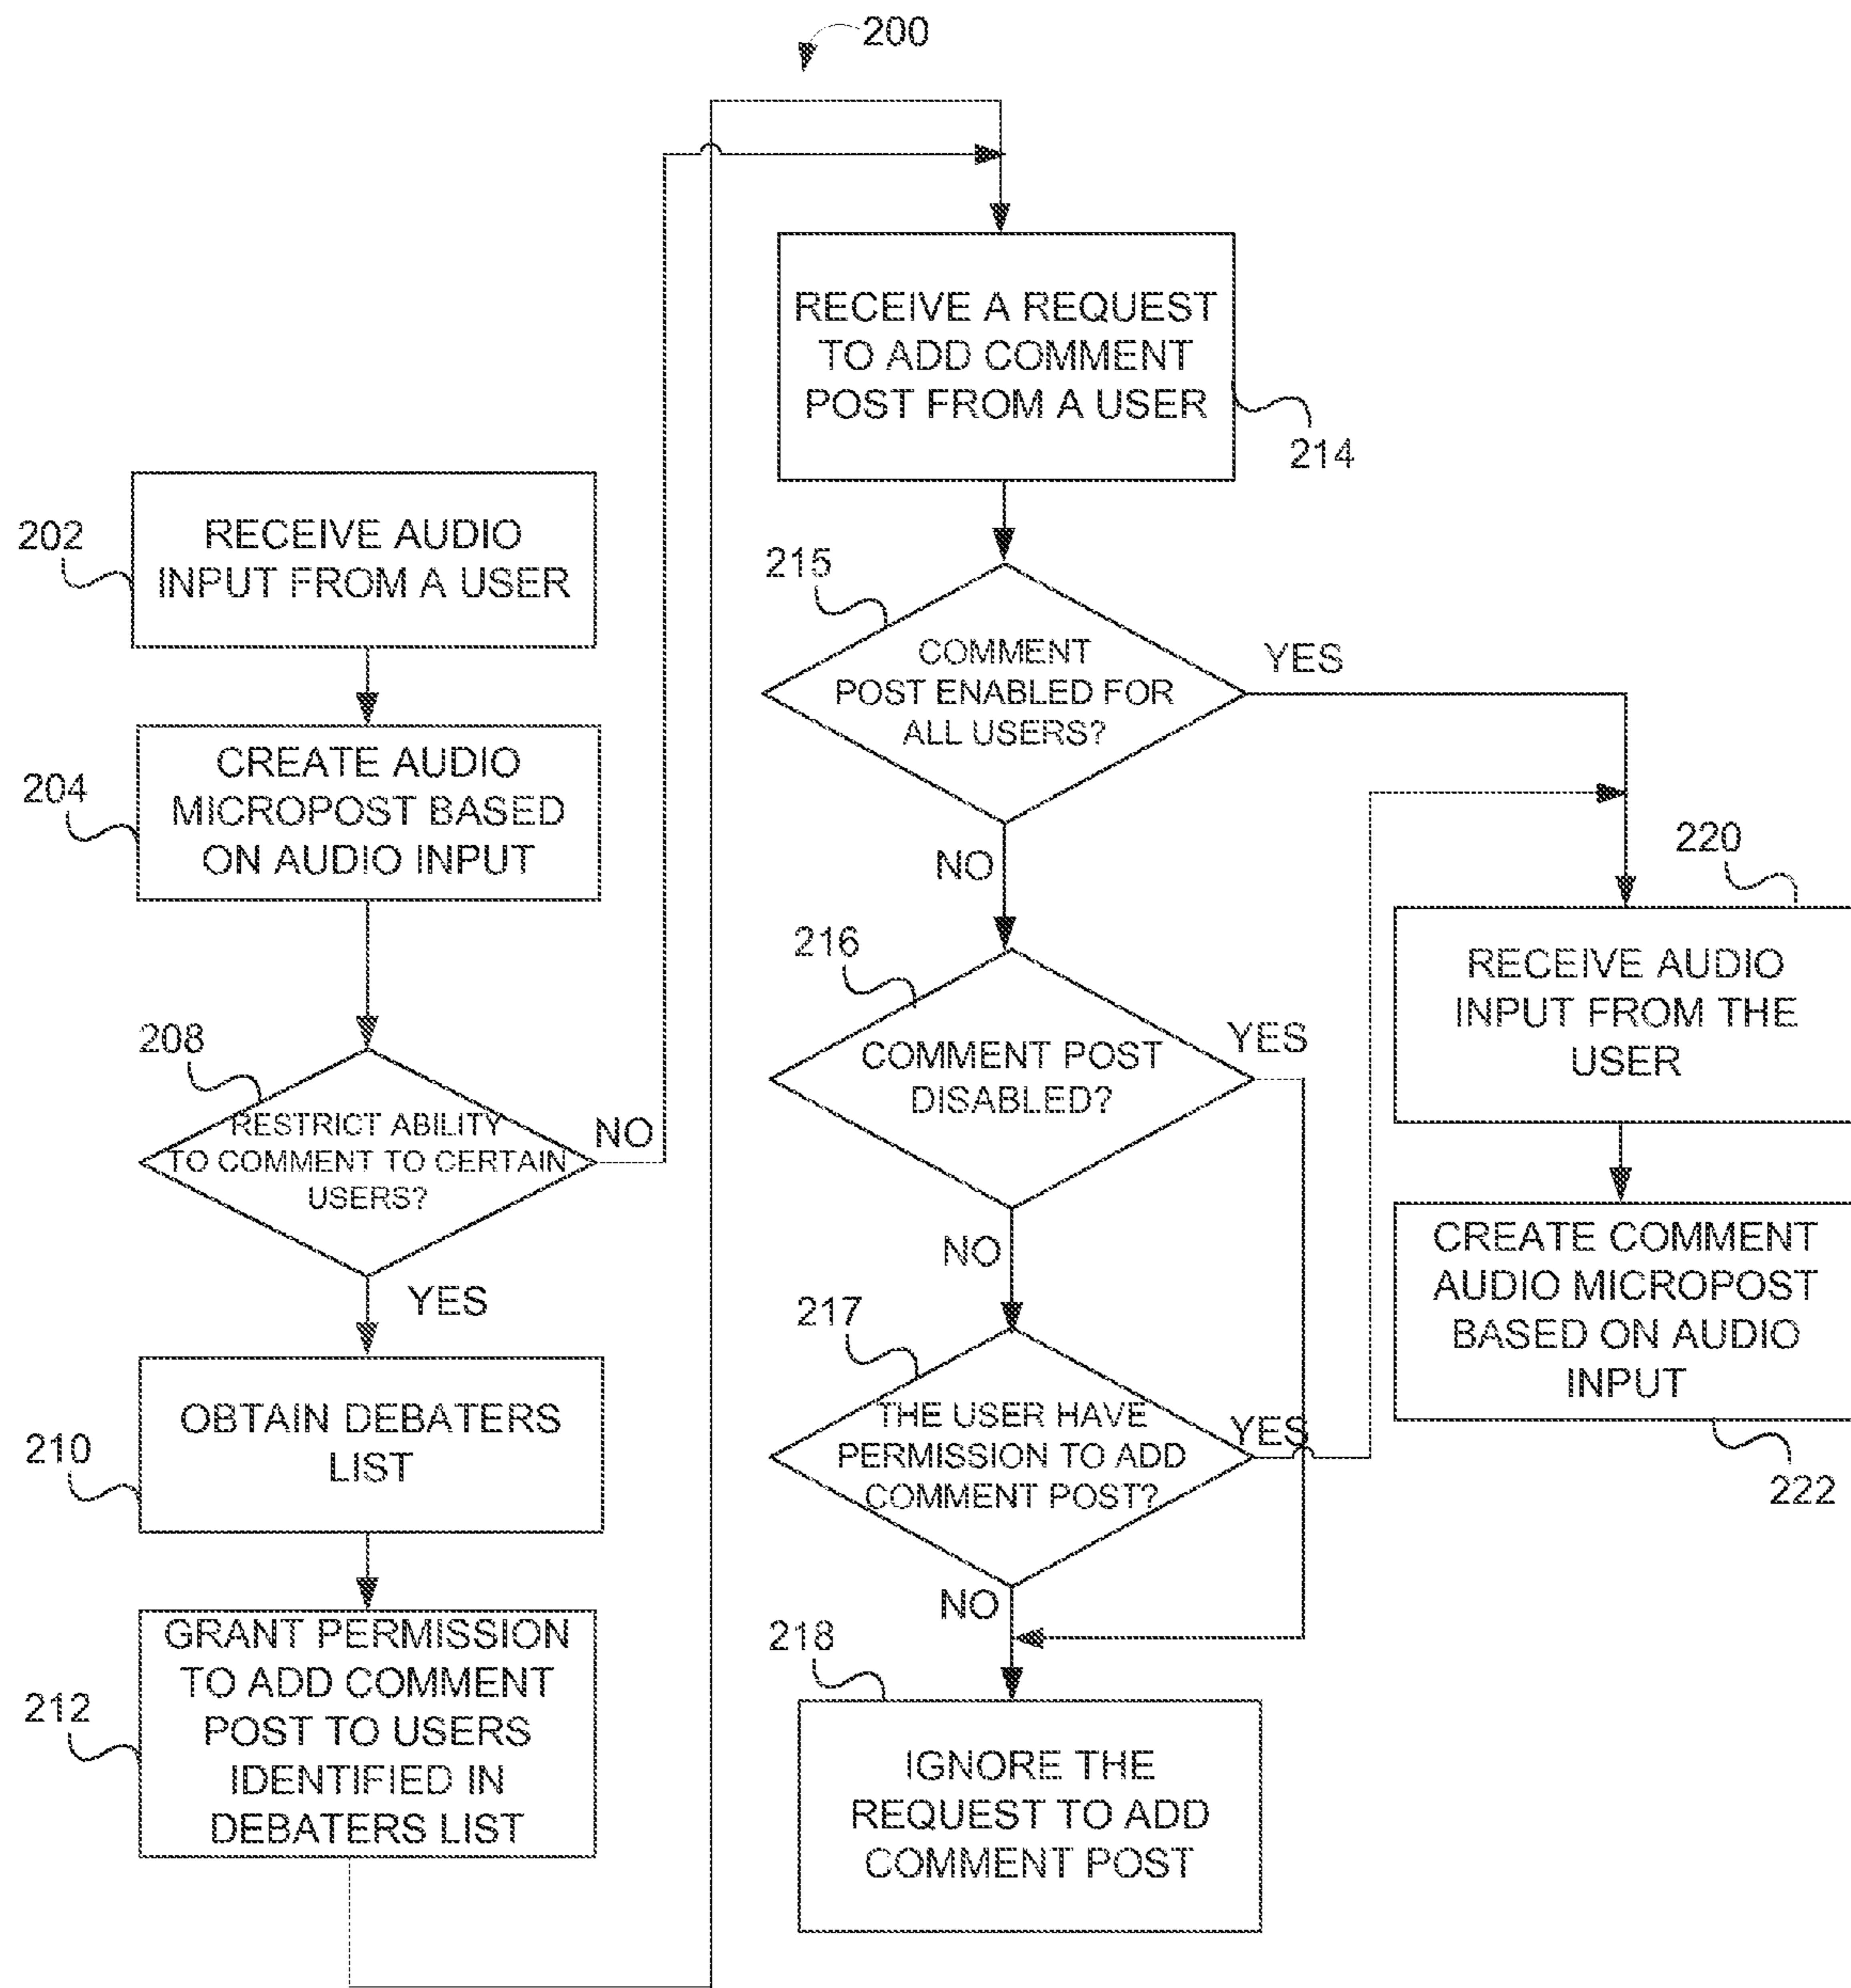 200
202
RECEIVE AUDIO
INPUT FROM A USER
204
CREATE AUDIO
MICROPOST BASED
ON AUDIO INPUT
208
RESTRICT ABILITY
TO COMMENT TO CERTAIN
USERS?
NO
YES
210
OBTAIN DEBATERS
LIST
212
GRANT PERMISSION
TO ADD COMMENT
POST TO USERS
IDENTIFIED IN
DEBATERS LIST
RECEIVE A REQUEST
TO ADD COMMENT
POST FROM A USER
214
215
COMMENT
POST ENABLED FOR
ALL USERS?
YES
NO
216
COMMENT POST
DISABLED?
YES
NO
217
THE USER HAVE
PERMISSION TO ADD
COMMENT POST?
YES
NO
218
IGNORE THE
REQUEST TO ADD
COMMENT POST
220
RECEIVE AUDIO
INPUT FROM THE
USER
CREATE COMMENT
AUDIO MICROPOST
BASED ON AUDIO
INPUT
222